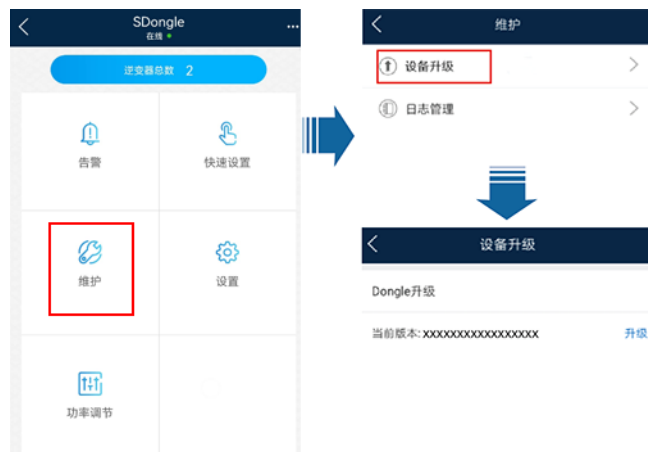 SDongle
在线
逆变器总数 2
告警
快速设置
维护
设置
功率调节
维护
设备升级
日志管理
设备升级
Dongle升级
当前版本: XXXXXXXXXXXXXXXXX 升级